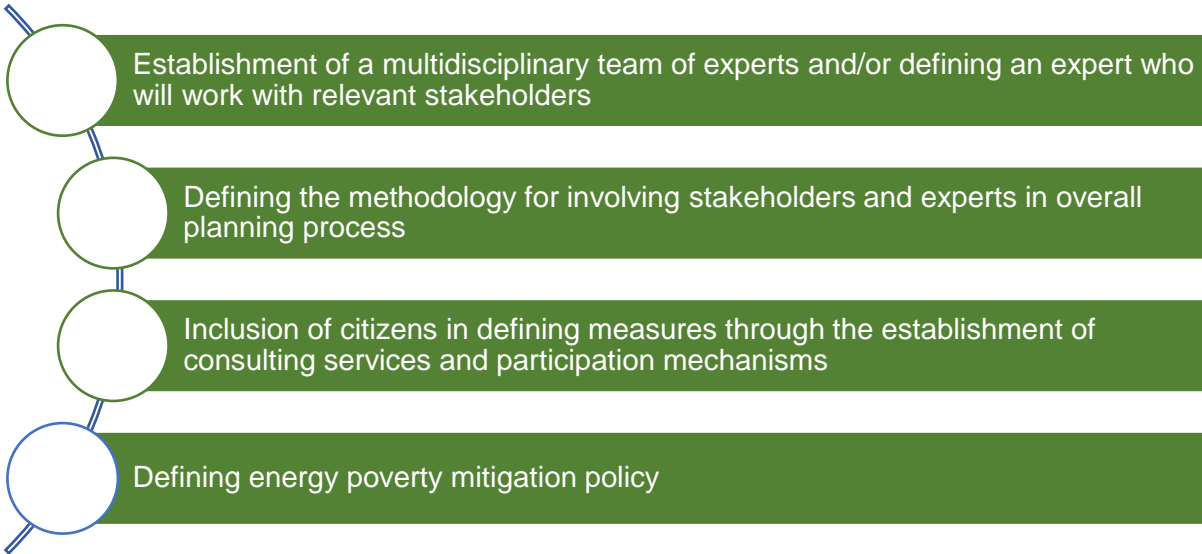 Establishment of a multidisciplinary team of experts and/or defining an expert who
will work with relevant stakeholders
Defining the methodology for involving stakeholders and experts in overall
planning process
Inclusion of citizens in defining measures through the establishment of
consulting services and participation mechanisms
Defining energy poverty mitigation policy